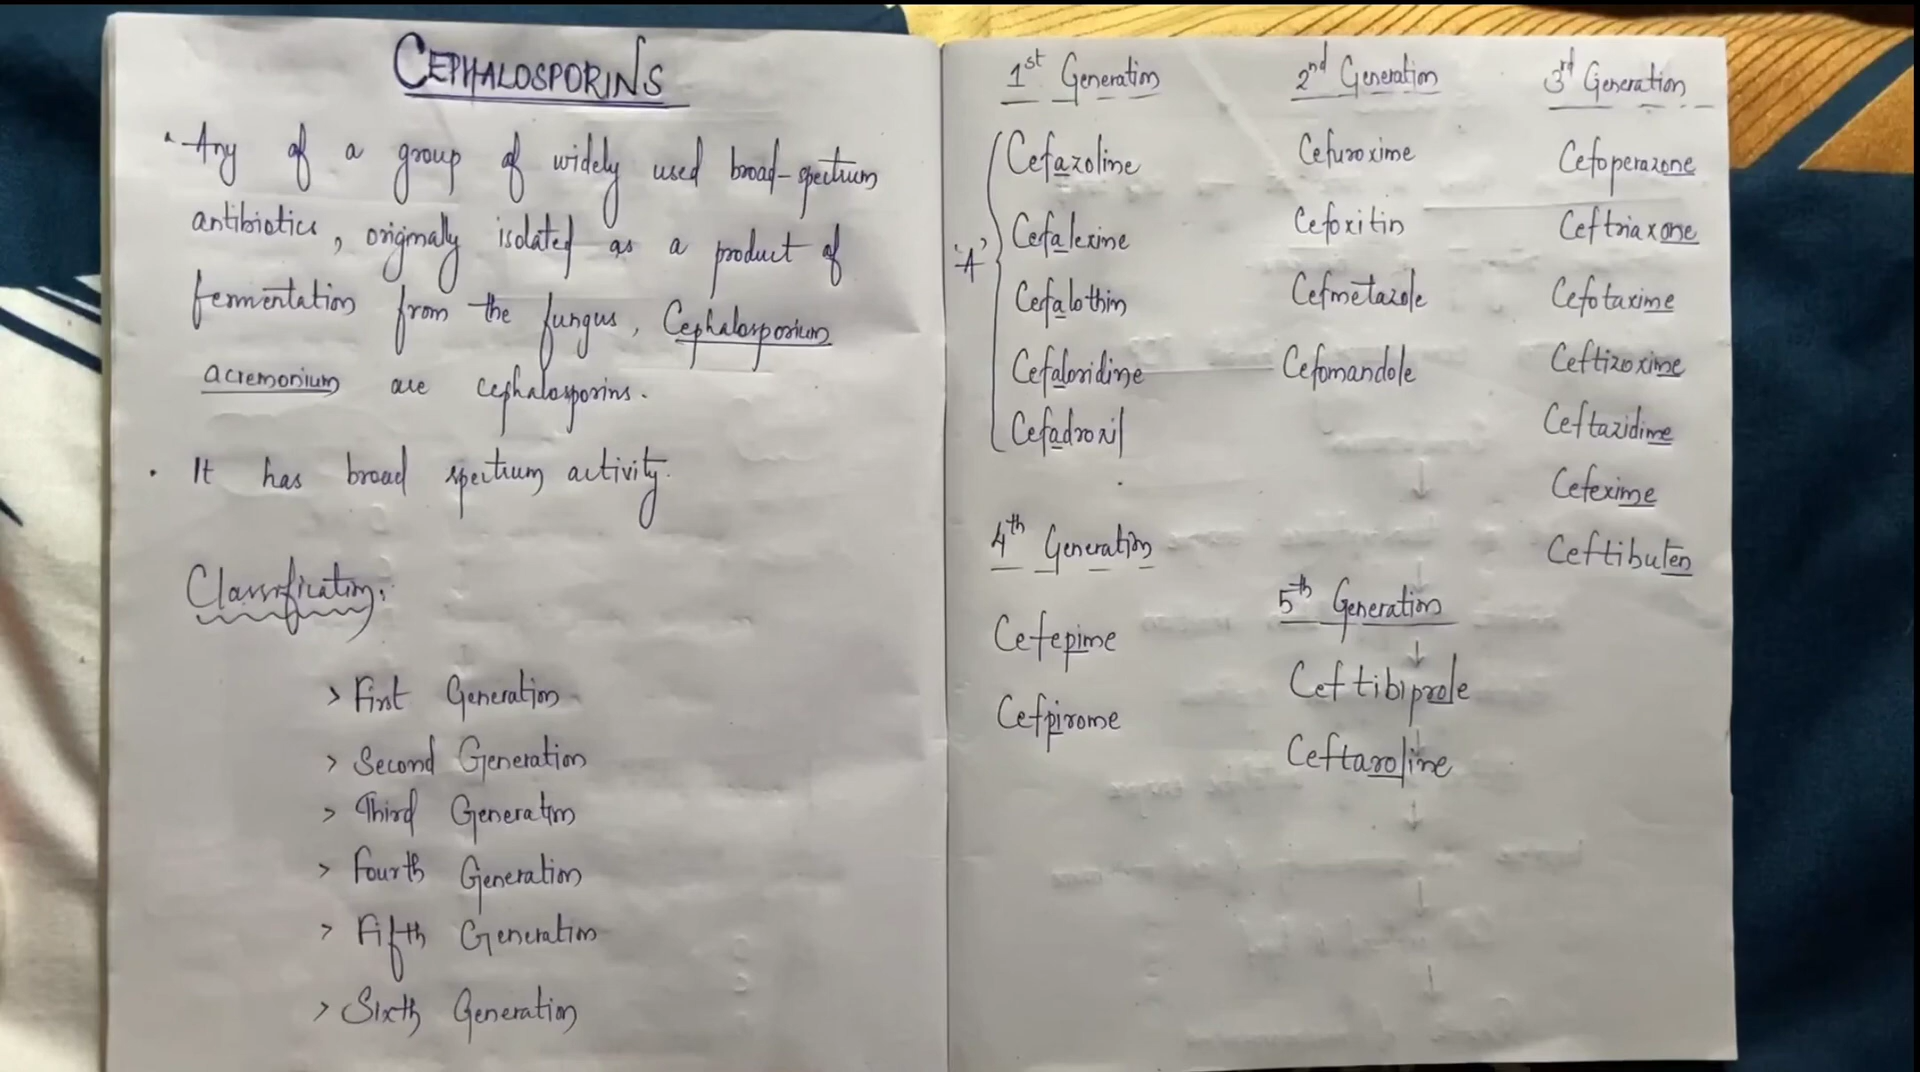 CEPHALOSPORINS
Any of a group of widely used broad-spectrum
antibiotics, originally isolated as a product of
fermentation from the fungus, Cephalosporium
acremonium are cephalosporins.
• It has broad spectrum activity.
Classification:
> First Generation
> Second Generation
> Third Generation
> Fourth Generation
> Fifth Generation
> Sixth Generation
1st Generation
'A'
Cefazoline
Cefalexine
Cefalothin
Cefaloridine
Cefadroxil
2nd Generation
Cefuroxime
Cefoxitin
Cefmetazole
Cefomandole
3rd Generation
Cefoperazone
Ceftriaxone
Cefotaxime
Ceftizoxime
Ceftazidime
Cefexime
Ceftibuten
4th Generation
Cefepime
Cefpirome
5th Generation
Ceftibiprole
Ceftaroline